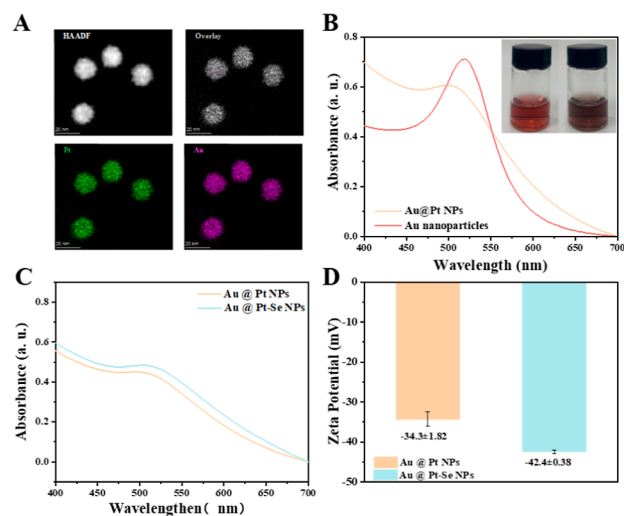 A
HAADF
20 nm
Overlay
20 nm
Pt
20 nm
Au
20 nm
B
Absorbance (a. u.)
0.8
0.6
0.4
0.2
0.0
400 450 500 550 600 650 700
Wavelength (nm)
Au@Pt NPs
Au nanoparticles
C
Absorbance (a. u.)
0.8
0.6
0.4
0.2
0.0
400 450 500 550 600 650 700
Wavelengthen( nm)
Au @ Pt NPs
Au @ Pt-Se NPs
D
Zeta Potential (mV)
0
-10
-20
-30
-40
-50
-34.3±1.82
-42.4±0.38
Au @ Pt NPs
Au @ Pt-Se NPs